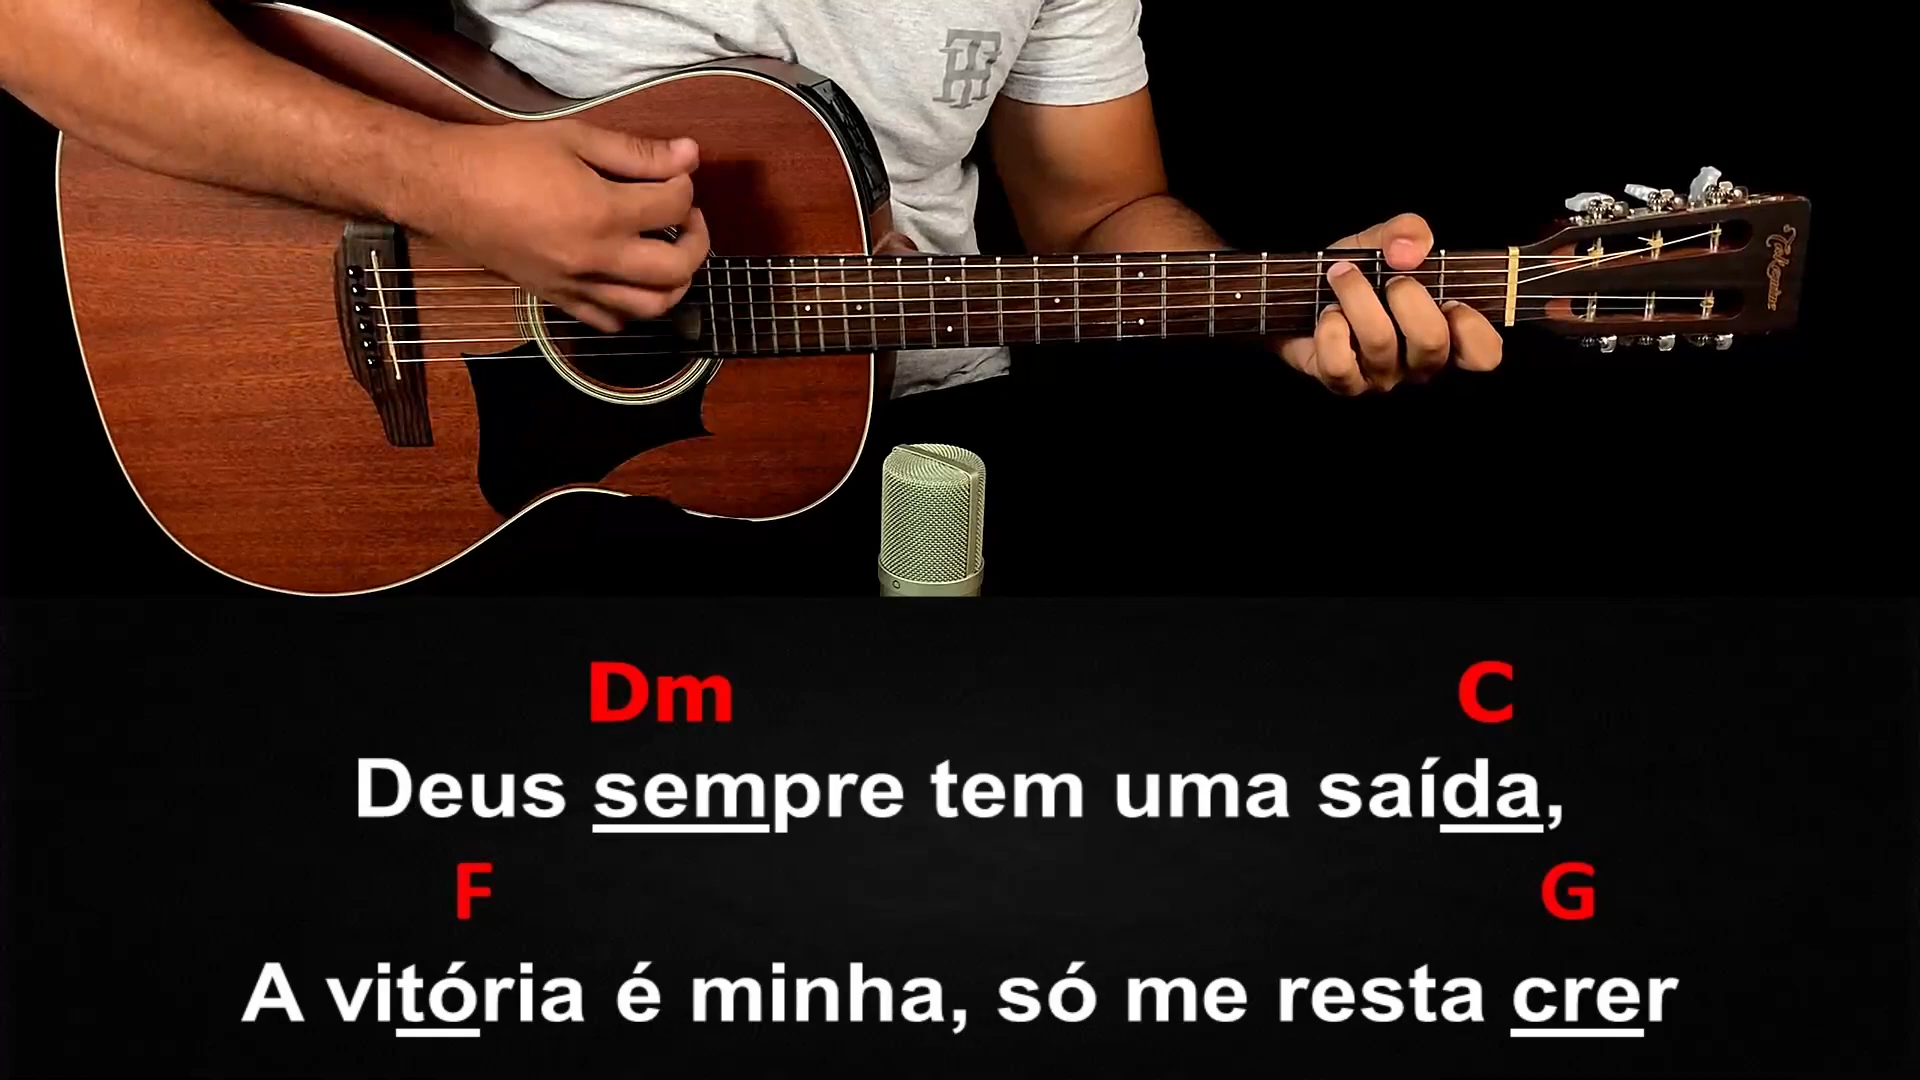 Dm C
Deus sempre tem uma saída,
F G
A vitória é minha, só me resta crer